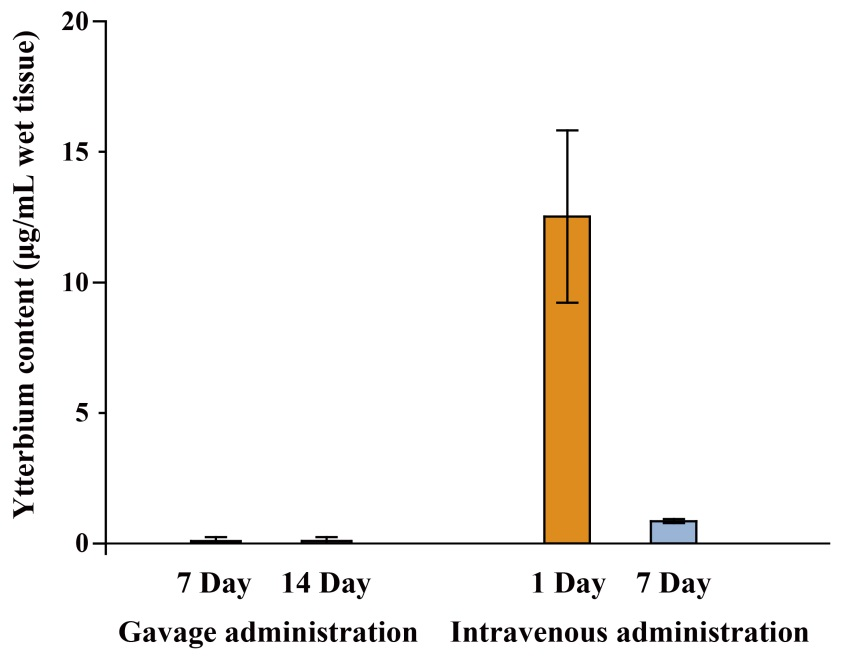 Ytterbium content (μg/mL wet tissue)
20
15
10
5
0
7 Day 14 Day 1 Day 7 Day
Gavage administration Intravenous administration